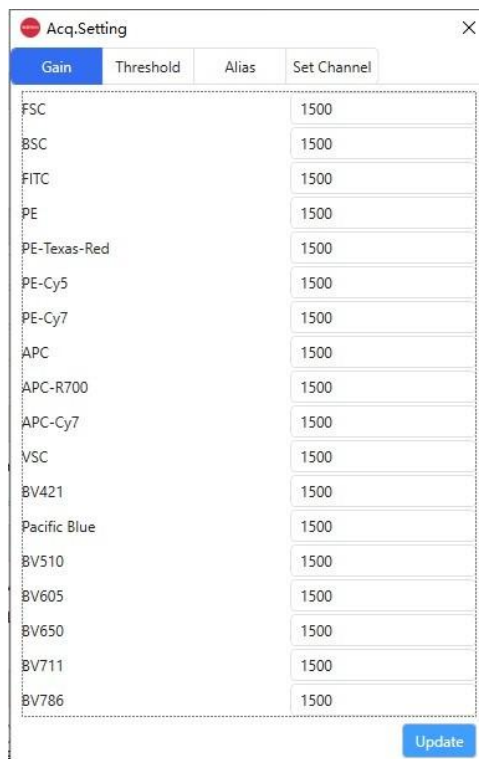 Acq.Setting
Gain Threshold Alias Set Channel
FSC 1500
BSC 1500
FITC 1500
PE 1500
PE-Texas-Red 1500
PE-Cy5 1500
PE-Cy7 1500
APC 1500
APC-R700 1500
APC-Cy7 1500
VSC 1500
BV421 1500
Pacific Blue 1500
BV510 1500
BV605 1500
BV650 1500
BV711 1500
BV786 1500
Update